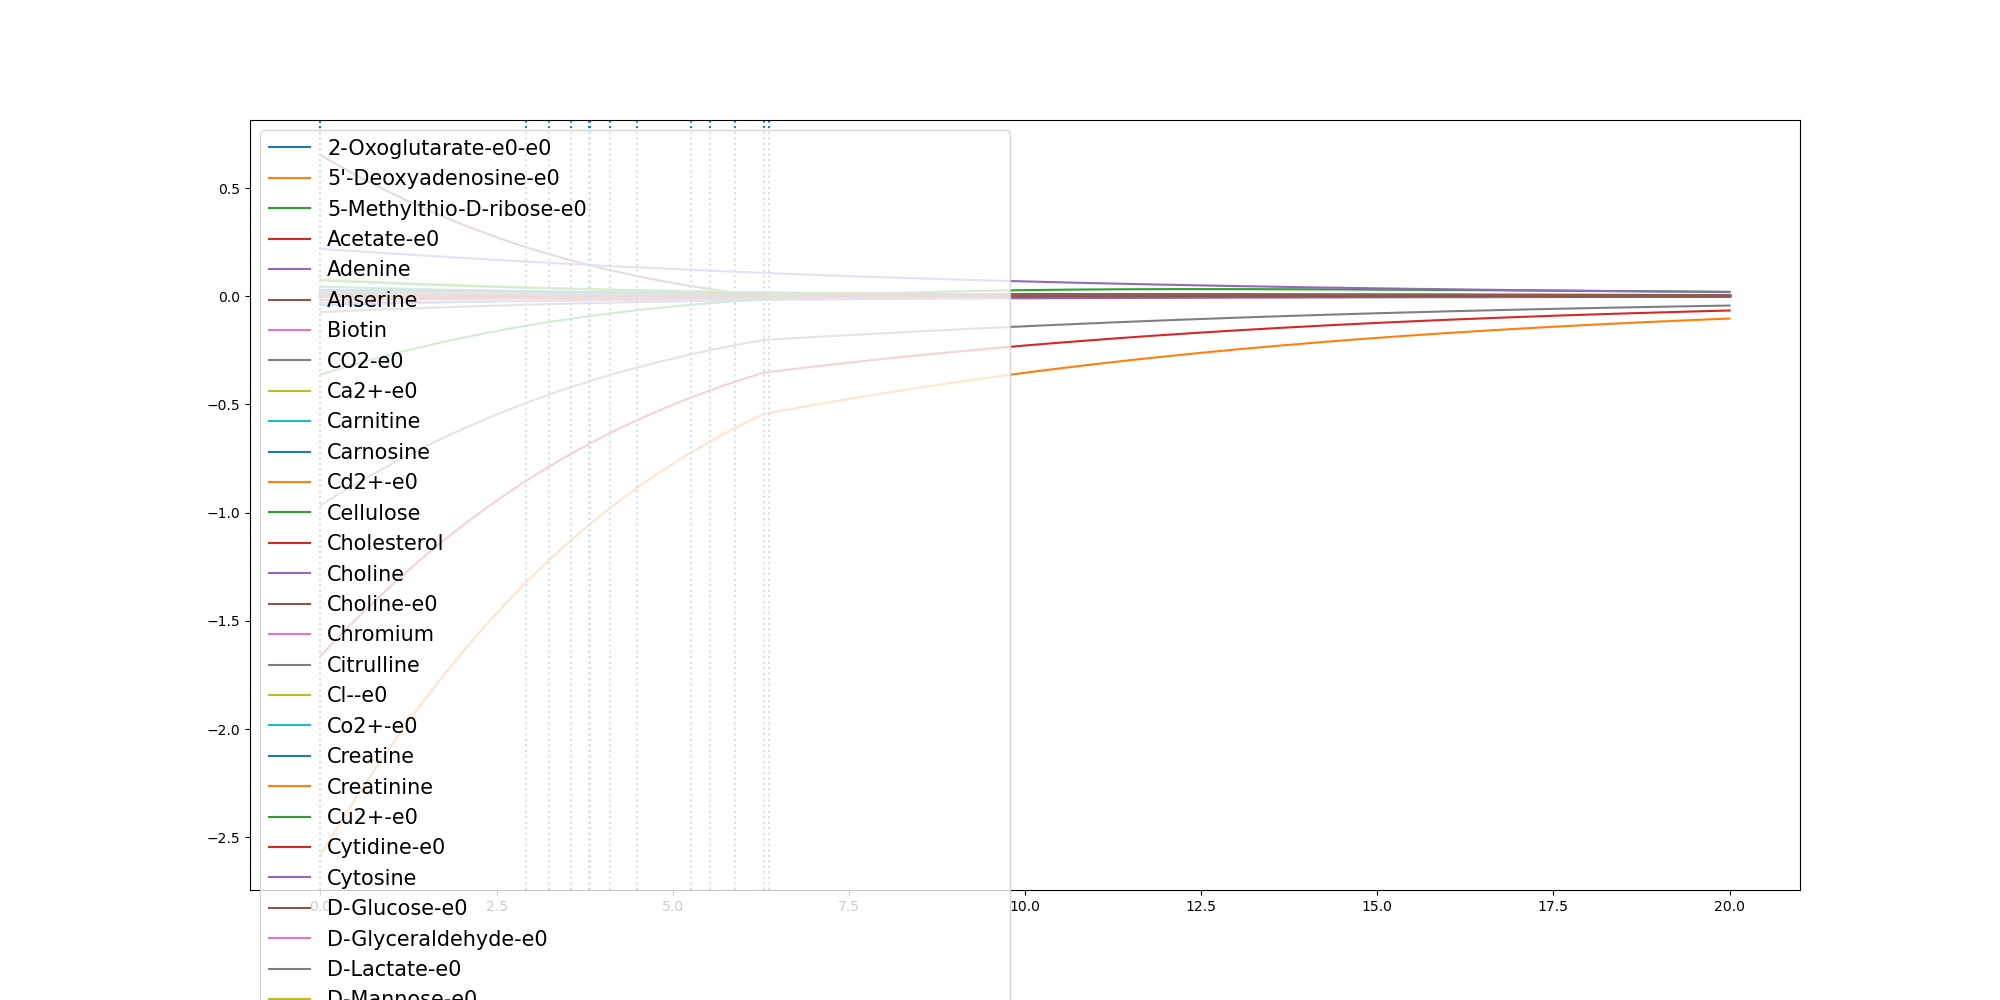 2-Oxoglutarate-e0-e0
5'-Deoxyadenosine-e0
0.5
5-Methylthio-D-ribose-e0
Acetate-e0
Adenine
0.0
Anserine
Biotin
CO2-e0
Ca2+-e0
−0.5
Carnitine
Carnosine
Cd2+-e0
−1.0
Cellulose
Cholesterol
Choline
Choline-e0
−1.5
Chromium
Citrulline
Cl--e0
−2.0
Co2+-e0
Creatine
Creatinine
Cu2+-e0
−2.5
Cytidine-e0
Cytosine
0.0 2.5 5.0 7.5 10.0 12.5 15.0 17.5 20.0
D-Glucose-e0
D-Glyceraldehyde-e0
D-Lactate-e0
D-Mannose-e0